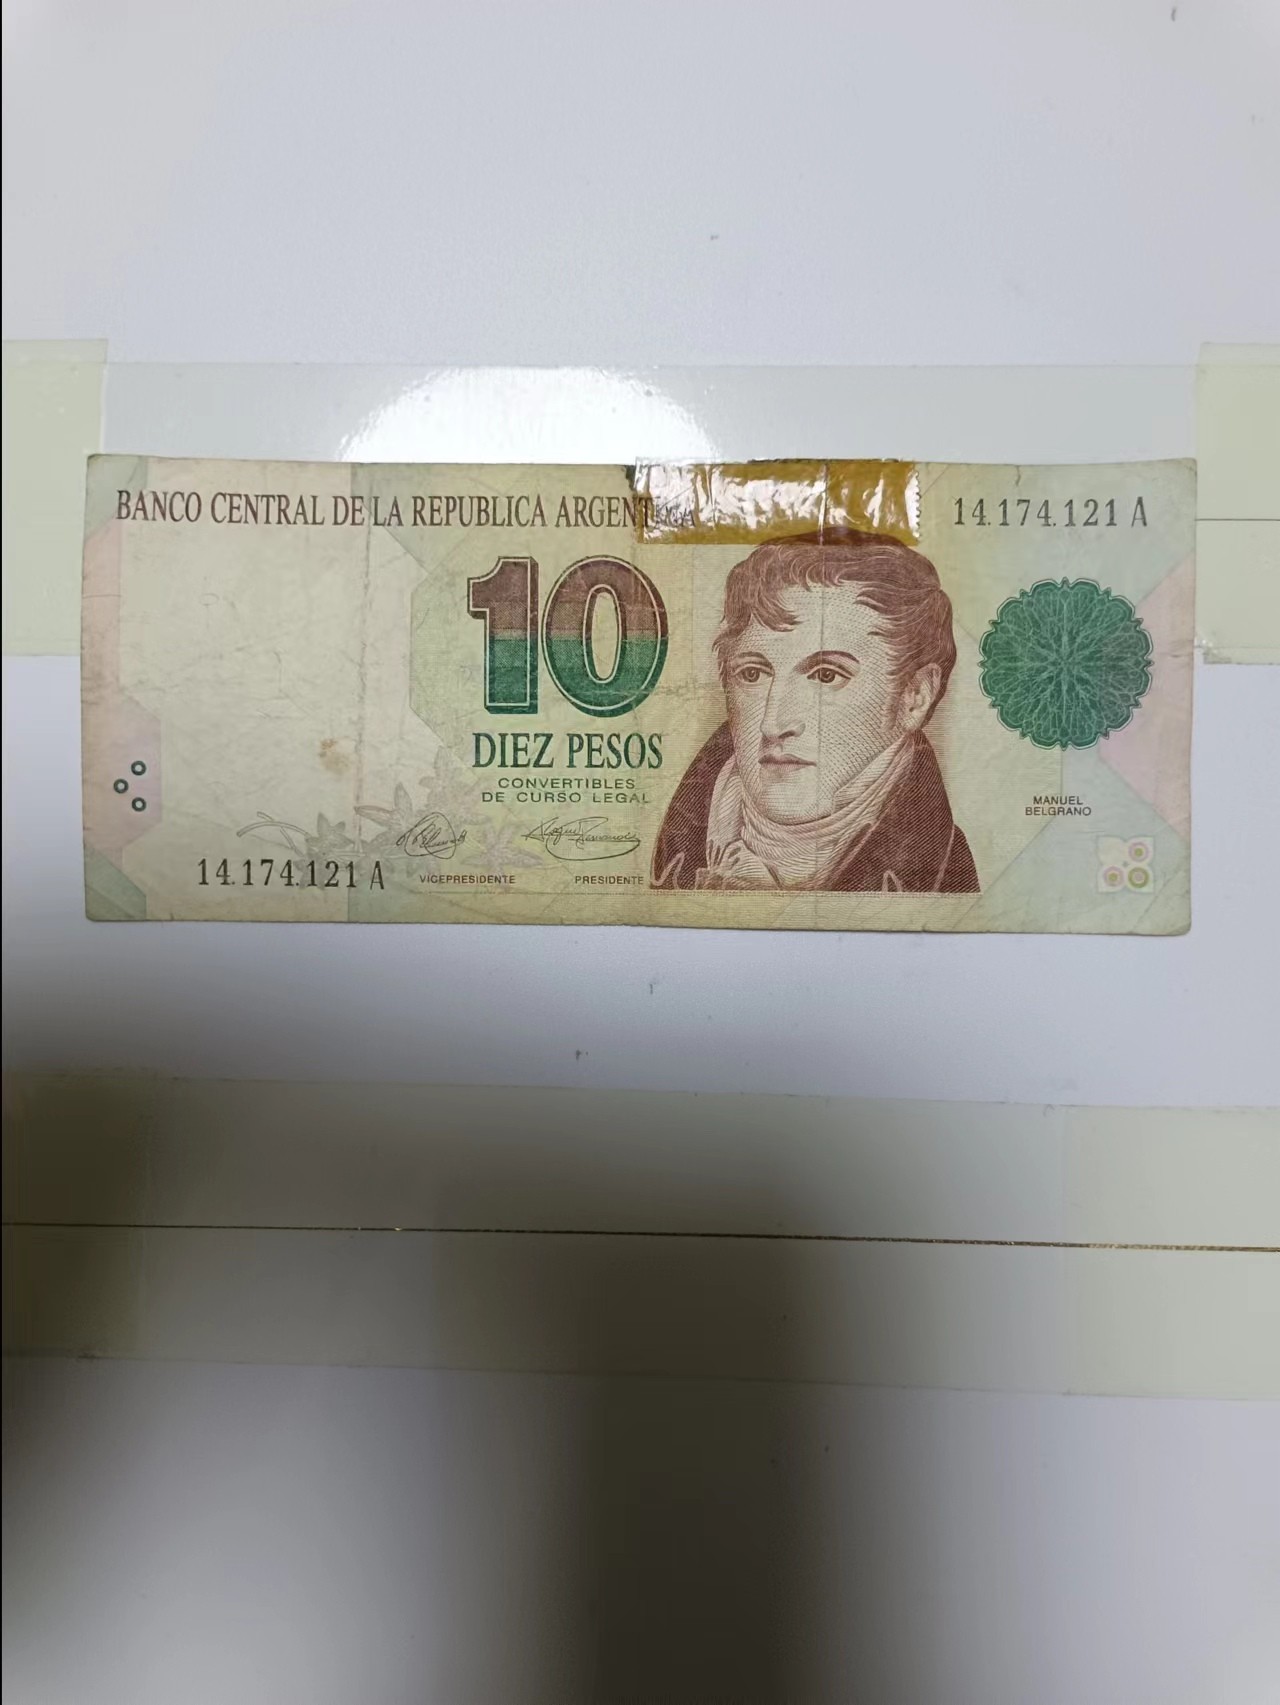 BANCO CENTRAL DE LA REPUBLICA ARGENTINA
14.174.121 A
10
DIEZ PESOS
CONVERTIBLES
DE CURSO LEGAL
MANUEL
BELGRANO
14.174.121 A
VICEPRESIDENTE
PRESIDENTE